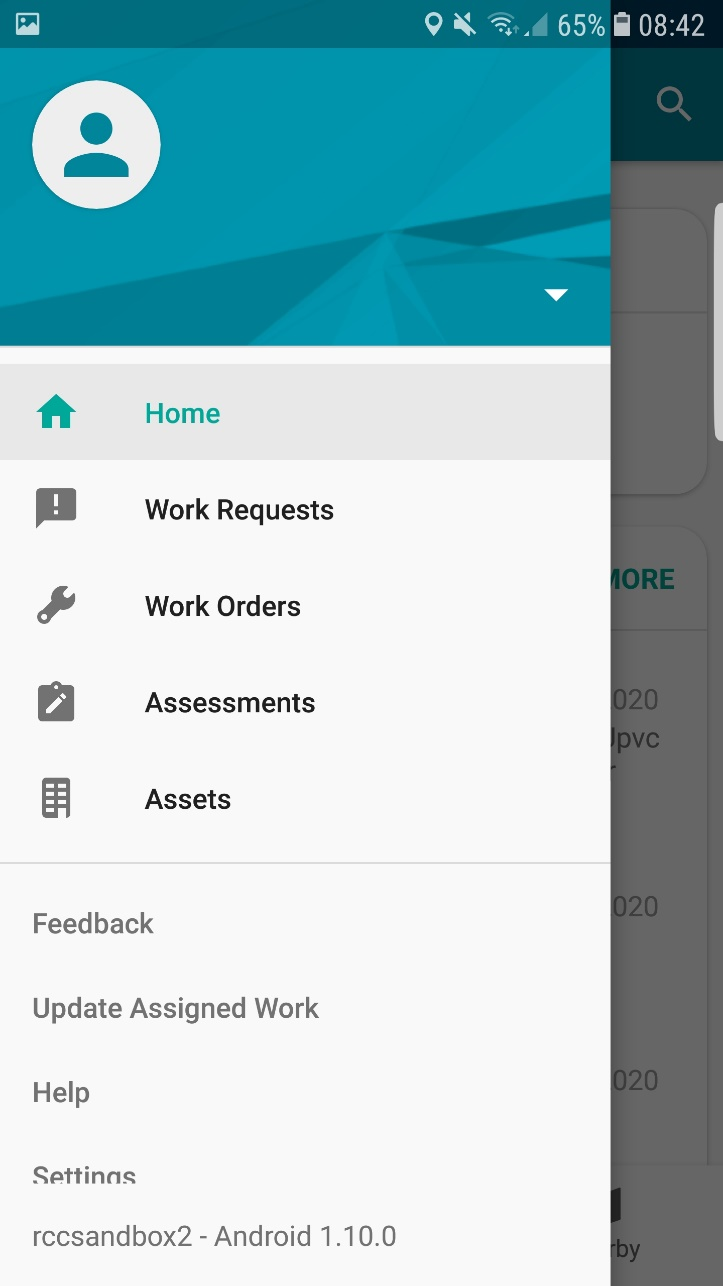 65% 08:42
Home
Work Requests
Work Orders
MORE
020
Upvc
Assessments
Assets
020
Feedback
Update Assigned Work
020
Help
Settings
rccsandbox2 - Android 1.10.0
rby